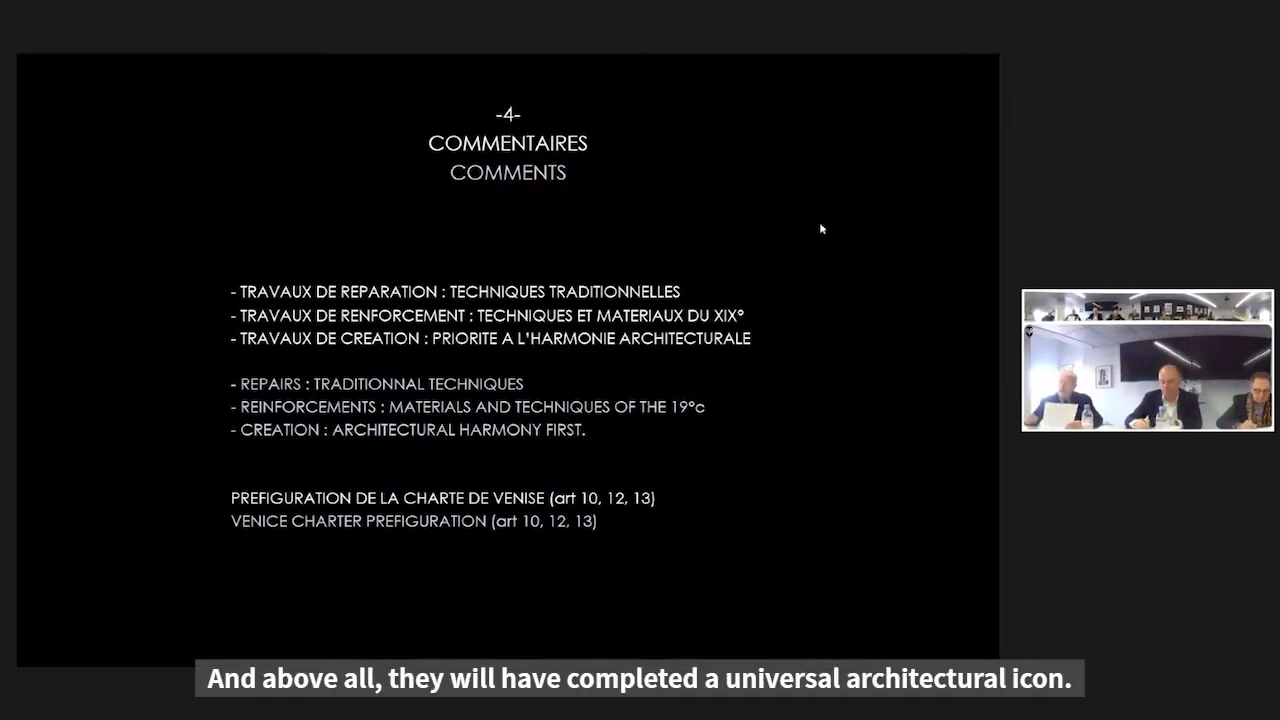 -4-
COMMENTAIRES
COMMENTS
- TRAVAUX DE REPARATION : TECHNIQUES TRADITIONNELLES
- TRAVAUX DE RENFORCEMENT : TECHNIQUES ET MATERIAUX DU XIX°
- TRAVAUX DE CREATION : PRIORITE A L'HARMONIE ARCHITECTURALE
- REPAIRS : TRADITIONNAL TECHNIQUES
- REINFORCEMENTS : MATERIALS AND TECHNIQUES OF THE 19°c
- CREATION : ARCHITECTURAL HARMONY FIRST.
PREFIGURATION DE LA CHARTE DE VENISE (art 10, 12, 13)
VENICE CHARTER PREFIGURATION (art 10, 12, 13)
And above all, they will have completed a universal architectural icon.